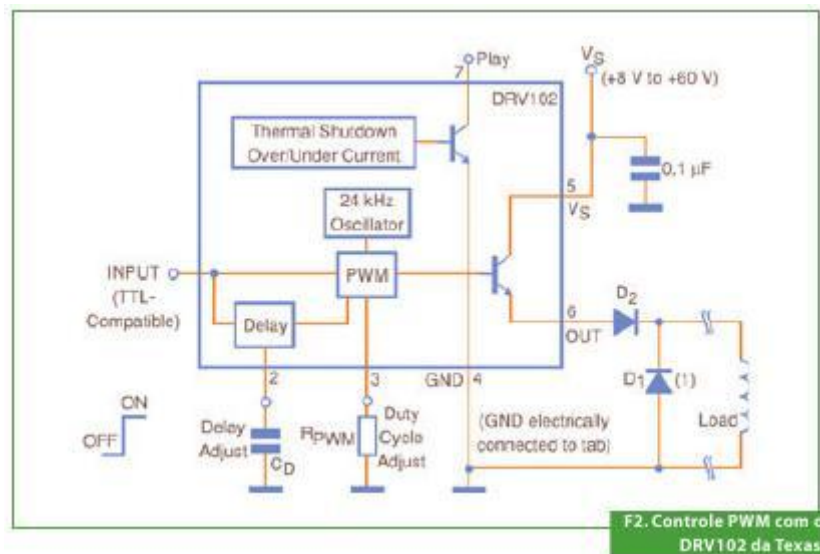 7
Play
VS
(+8 V to +60 V)
DRV102
Thermal Shutdown
Over/Under Current
0,1 µF
24 kHz
Oscillator
5
VS
INPUT
(TTL-
Compatible)
PWM
Delay
6
OUT
D2
2
3
GND
4
D1
(1)
Load
ON
OFF
Delay
Adjust
CD
RPWM
Duty
Cycle
Adjust
(GND electrically
connected to tab)
F2. Controle PWM com
DRV102 da Texas